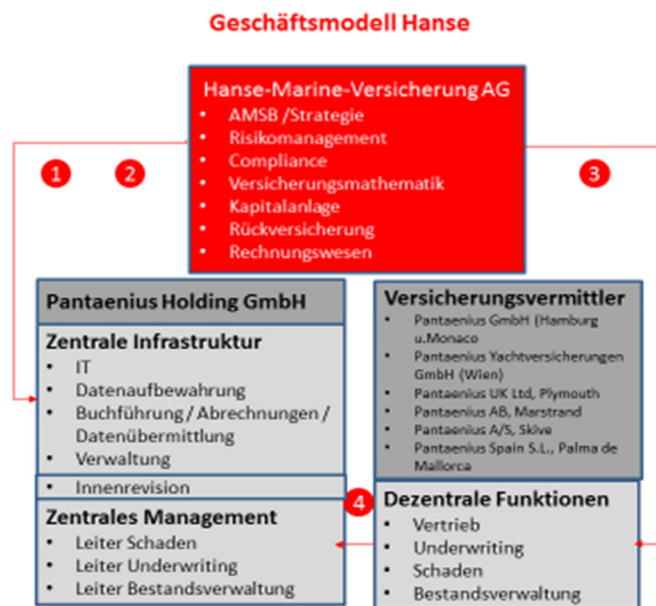 Geschäftsmodell Hanse
Hanse-Marine-Versicherung AG
• AMSB /Strategie
• Risikomanagement
• Compliance
• Versicherungsmathematik
• Kapitalanlage
• Rückversicherung
• Rechnungswesen
1
2
3
Pantaenius Holding GmbH
Zentrale Infrastruktur
• IT
• Datenaufbewahrung
• Buchführung / Abrechnungen /
Datenübermittlung
• Verwaltung
• Innenrevision
Zentrales Management
• Leiter Schaden
• Leiter Underwriting
• Leiter Bestandsverwaltung
Versicherungsvermittler
• Pantaenius GmbH (Hamburg
u.Monaco
• Pantaenius Yachtversicherungen
GmbH (Wien)
• Pantaenius UK Ltd, Plymouth
• Pantaenius AB, Marstrand
• Pantaenius A/S, Skive
• Pantaenius Spain S.L., Palma de
Mallorca
4
Dezentrale Funktionen
• Vertrieb
• Underwriting
• Schaden
• Bestandsverwaltung